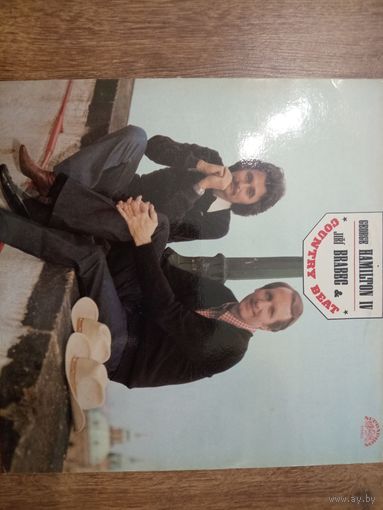 GEORGE HAMILTON IV
JIŘÍ BRABEC &
★ COUNTRY BEAT ★
www.ay.by